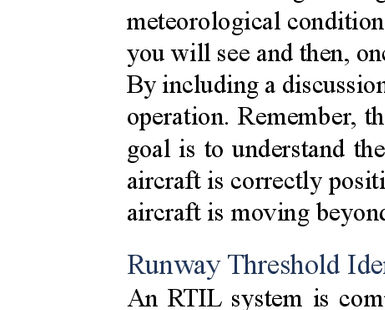 meteorological condition
you will see and then, on
By including a discussion
operation. Remember, th
goal is to understand the
aircraft is correctly positi
aircraft is moving beyond
Runway Threshold Ide
An RTIL system is com